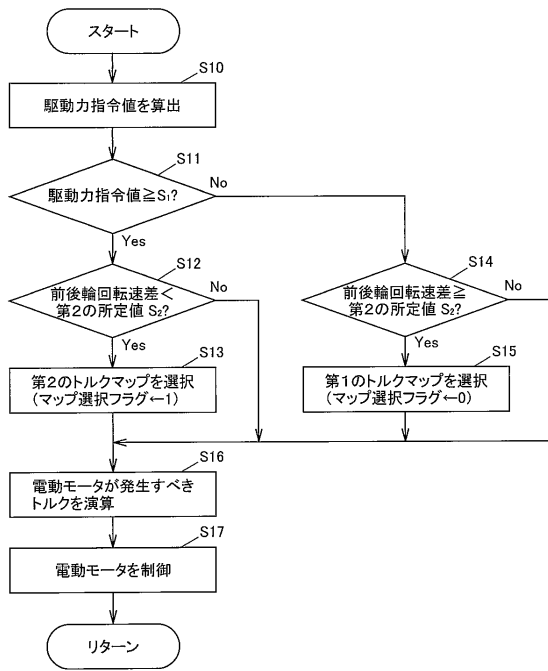 スタート
S10
駆動力指令値を算出
S11
駆動力指令値≧S₁?
No
Yes
S12
前後輪回転速差<
第2の所定値 S₂?
No
Yes
S14
前後輪回転速差≧
第2の所定値 S₂?
No
Yes
S13
第2のトルクマップを選択
(マップ選択フラグ←1)
S15
第1のトルクマップを選択
(マップ選択フラグ←0)
S16
電動モータが発生すべき
トルクを演算
S17
電動モータを制御
リターン